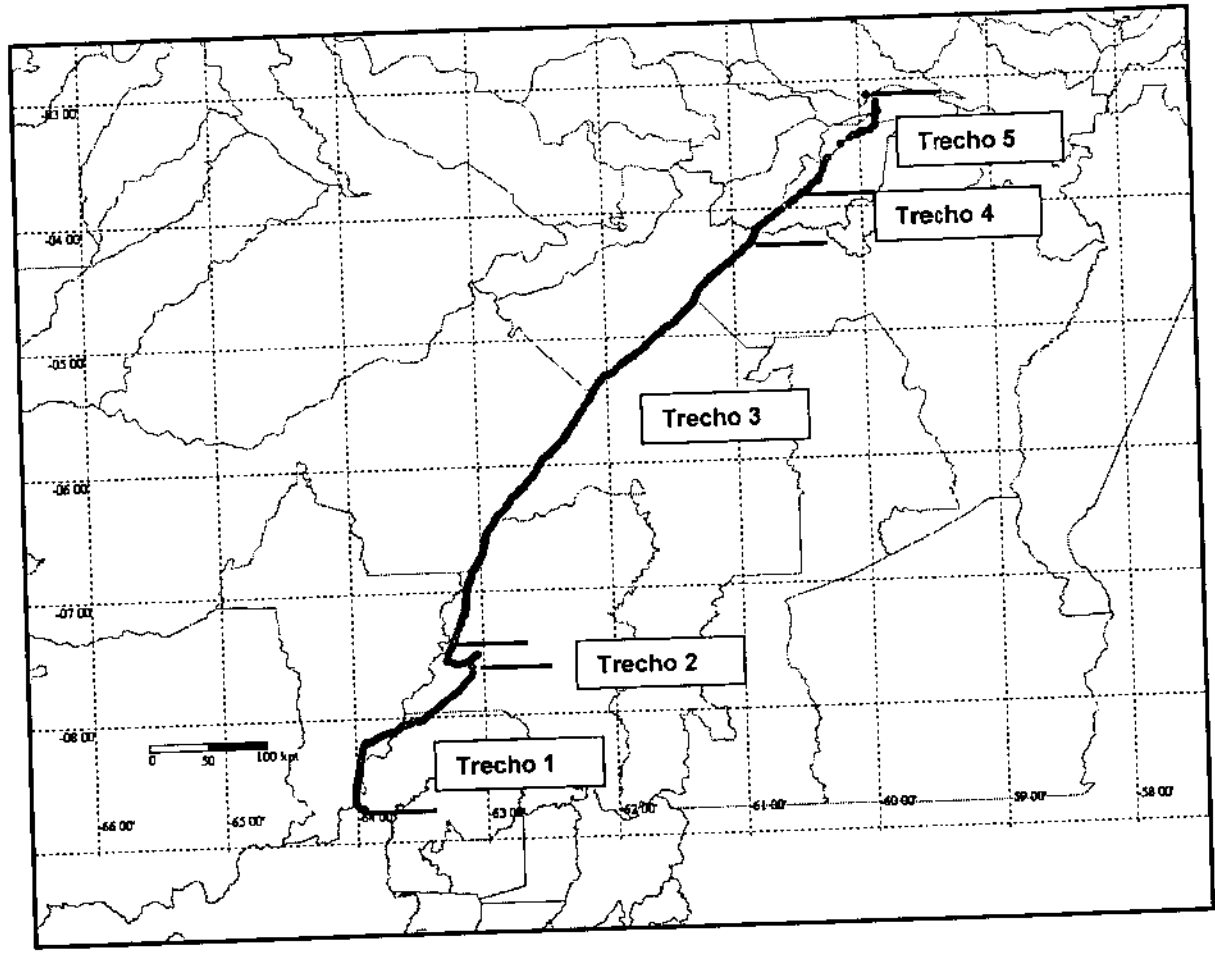 -03 00'
Trecho 5
Trecho 4
-04 00'
-05 00'
Trecho 3
-06 00'
-07 00'
Trecho 2
-08 00'
Trecho 1
0 50 100 km
-66 00' -65 00' -64 00' -63 00' -62 00' -61 00' -60 00' -59 00' -58 00'